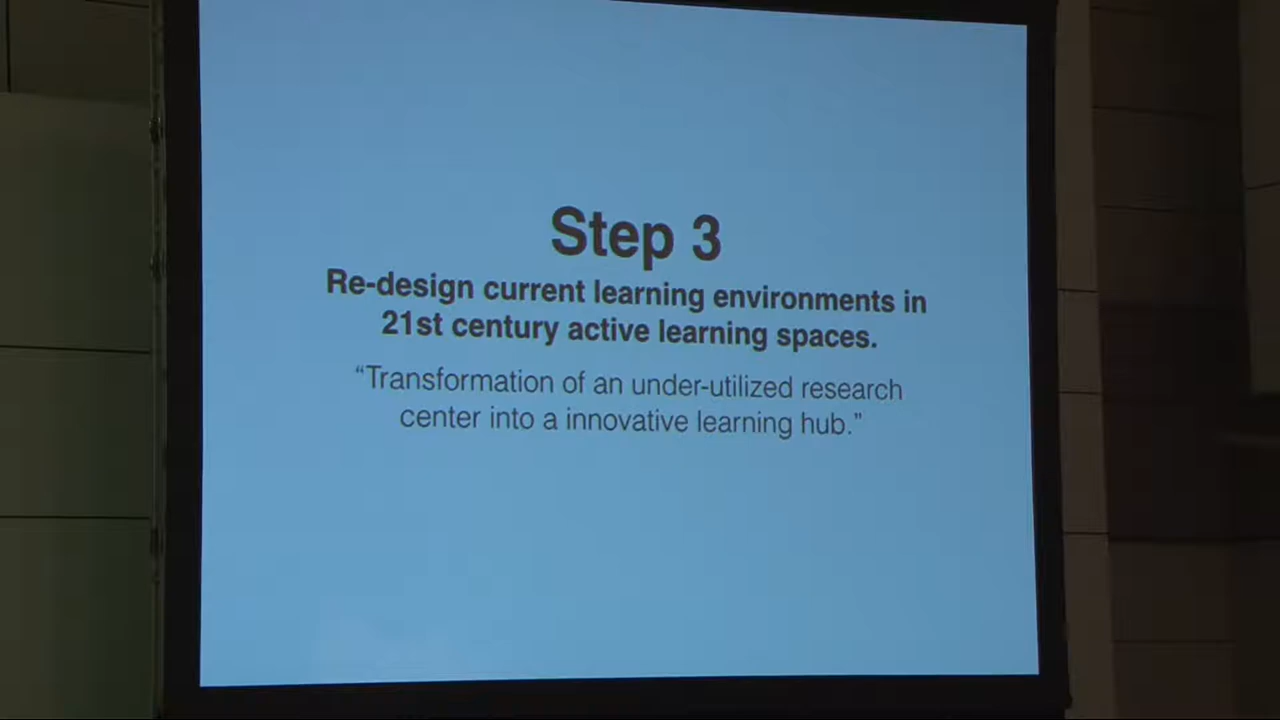 Step 3
Re-design current learning environments in
21st century active learning spaces.
“Transformation of an under-utilized research
center into a innovative learning hub.”